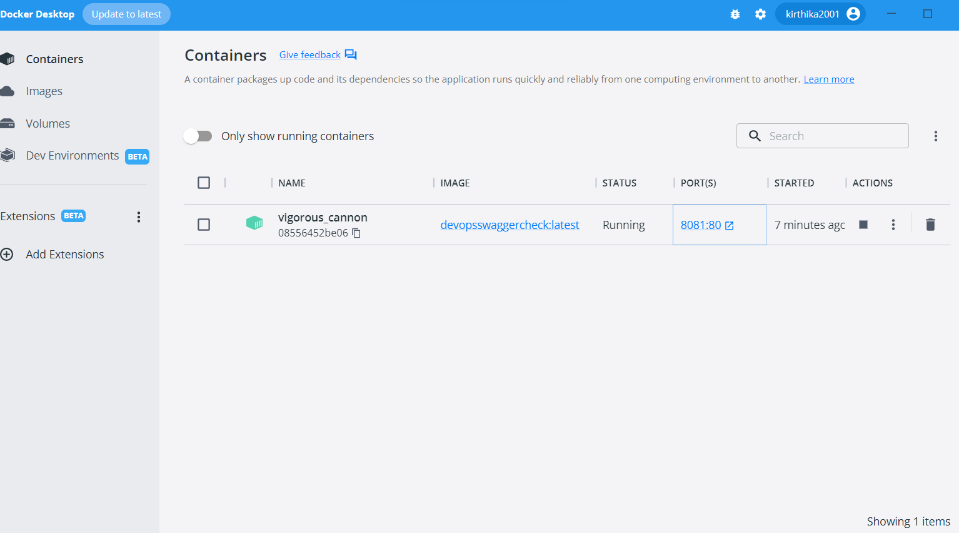 Docker Desktop Update to latest kirthika2001
Containers
Images
Volumes
Dev Environments BETA
Extensions BETA
Add Extensions
Containers Give feedback
A container packages up code and its dependencies so the application runs quickly and reliably from one computing environment to another. Learn more
Only show running containers Search
NAME IMAGE STATUS PORT(S) STARTED ACTIONS
vigorous_cannon
08556452be06 devopsswaggercheck:latest Running 8081:80 7 minutes agc
Showing 1 items